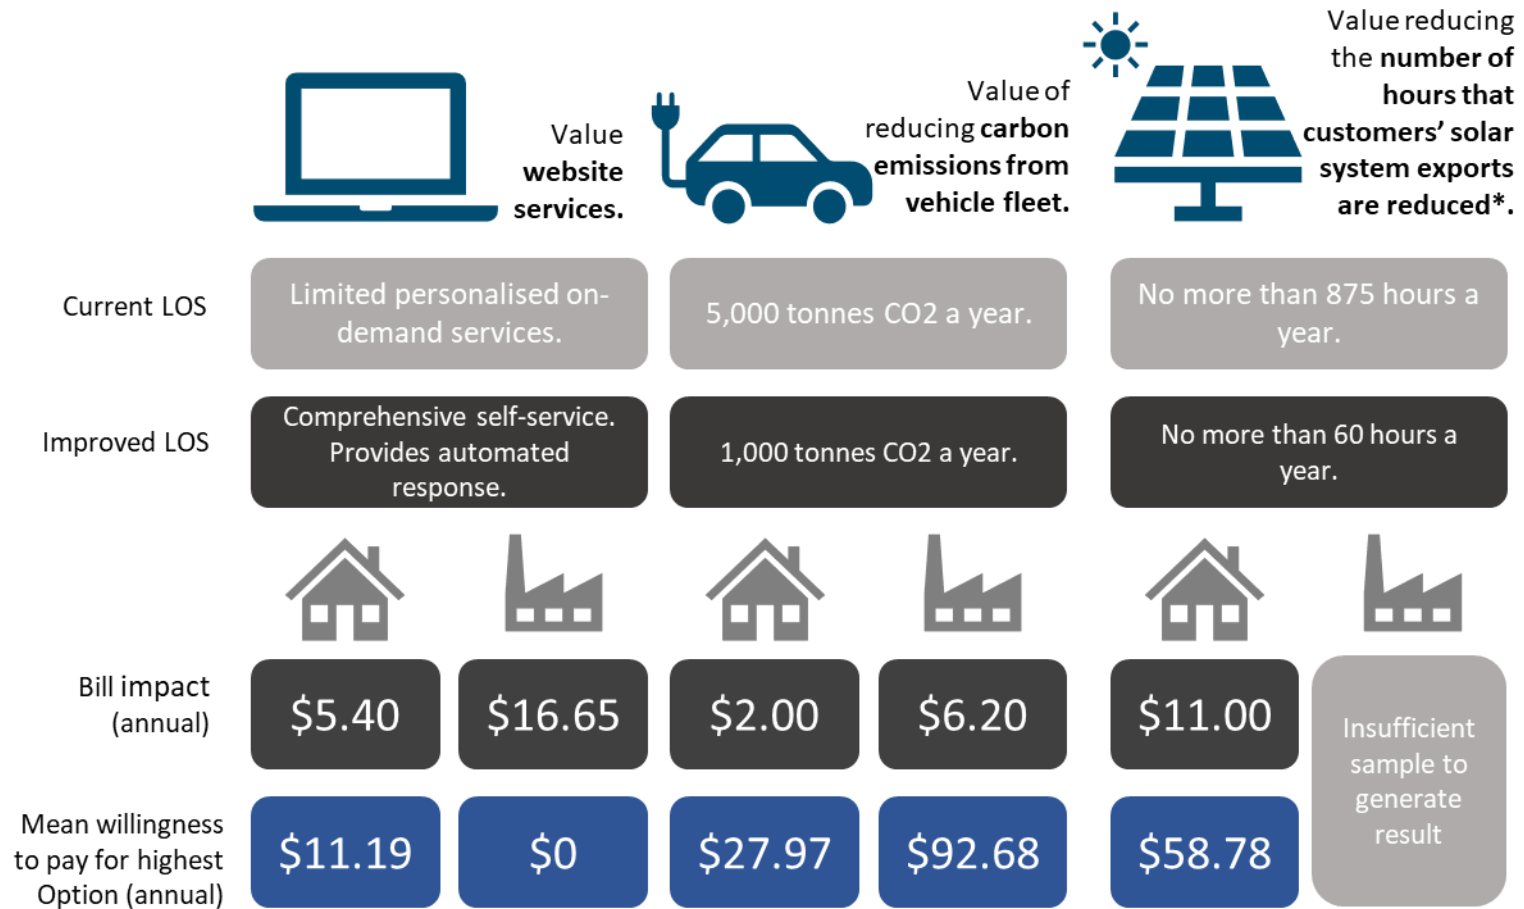 Value
website
services.
Value of
reducing carbon
emissions from
vehicle fleet.
Value reducing
the number of
hours that
customers’ solar
system exports
are reduced*.
Current LOS
Limited personalised on-
demand services.
5,000 tonnes CO2 a year.
No more than 875 hours a
year.
Improved LOS
Comprehensive self-service.
Provides automated
response.
1,000 tonnes CO2 a year.
No more than 60 hours a
year.
Bill impact
(annual)
$5.40
$16.65
$2.00
$6.20
$11.00
Insufficient
sample to
generate
result
Mean willingness
to pay for highest
Option (annual)
$11.19
$0
$27.97
$92.68
$58.78